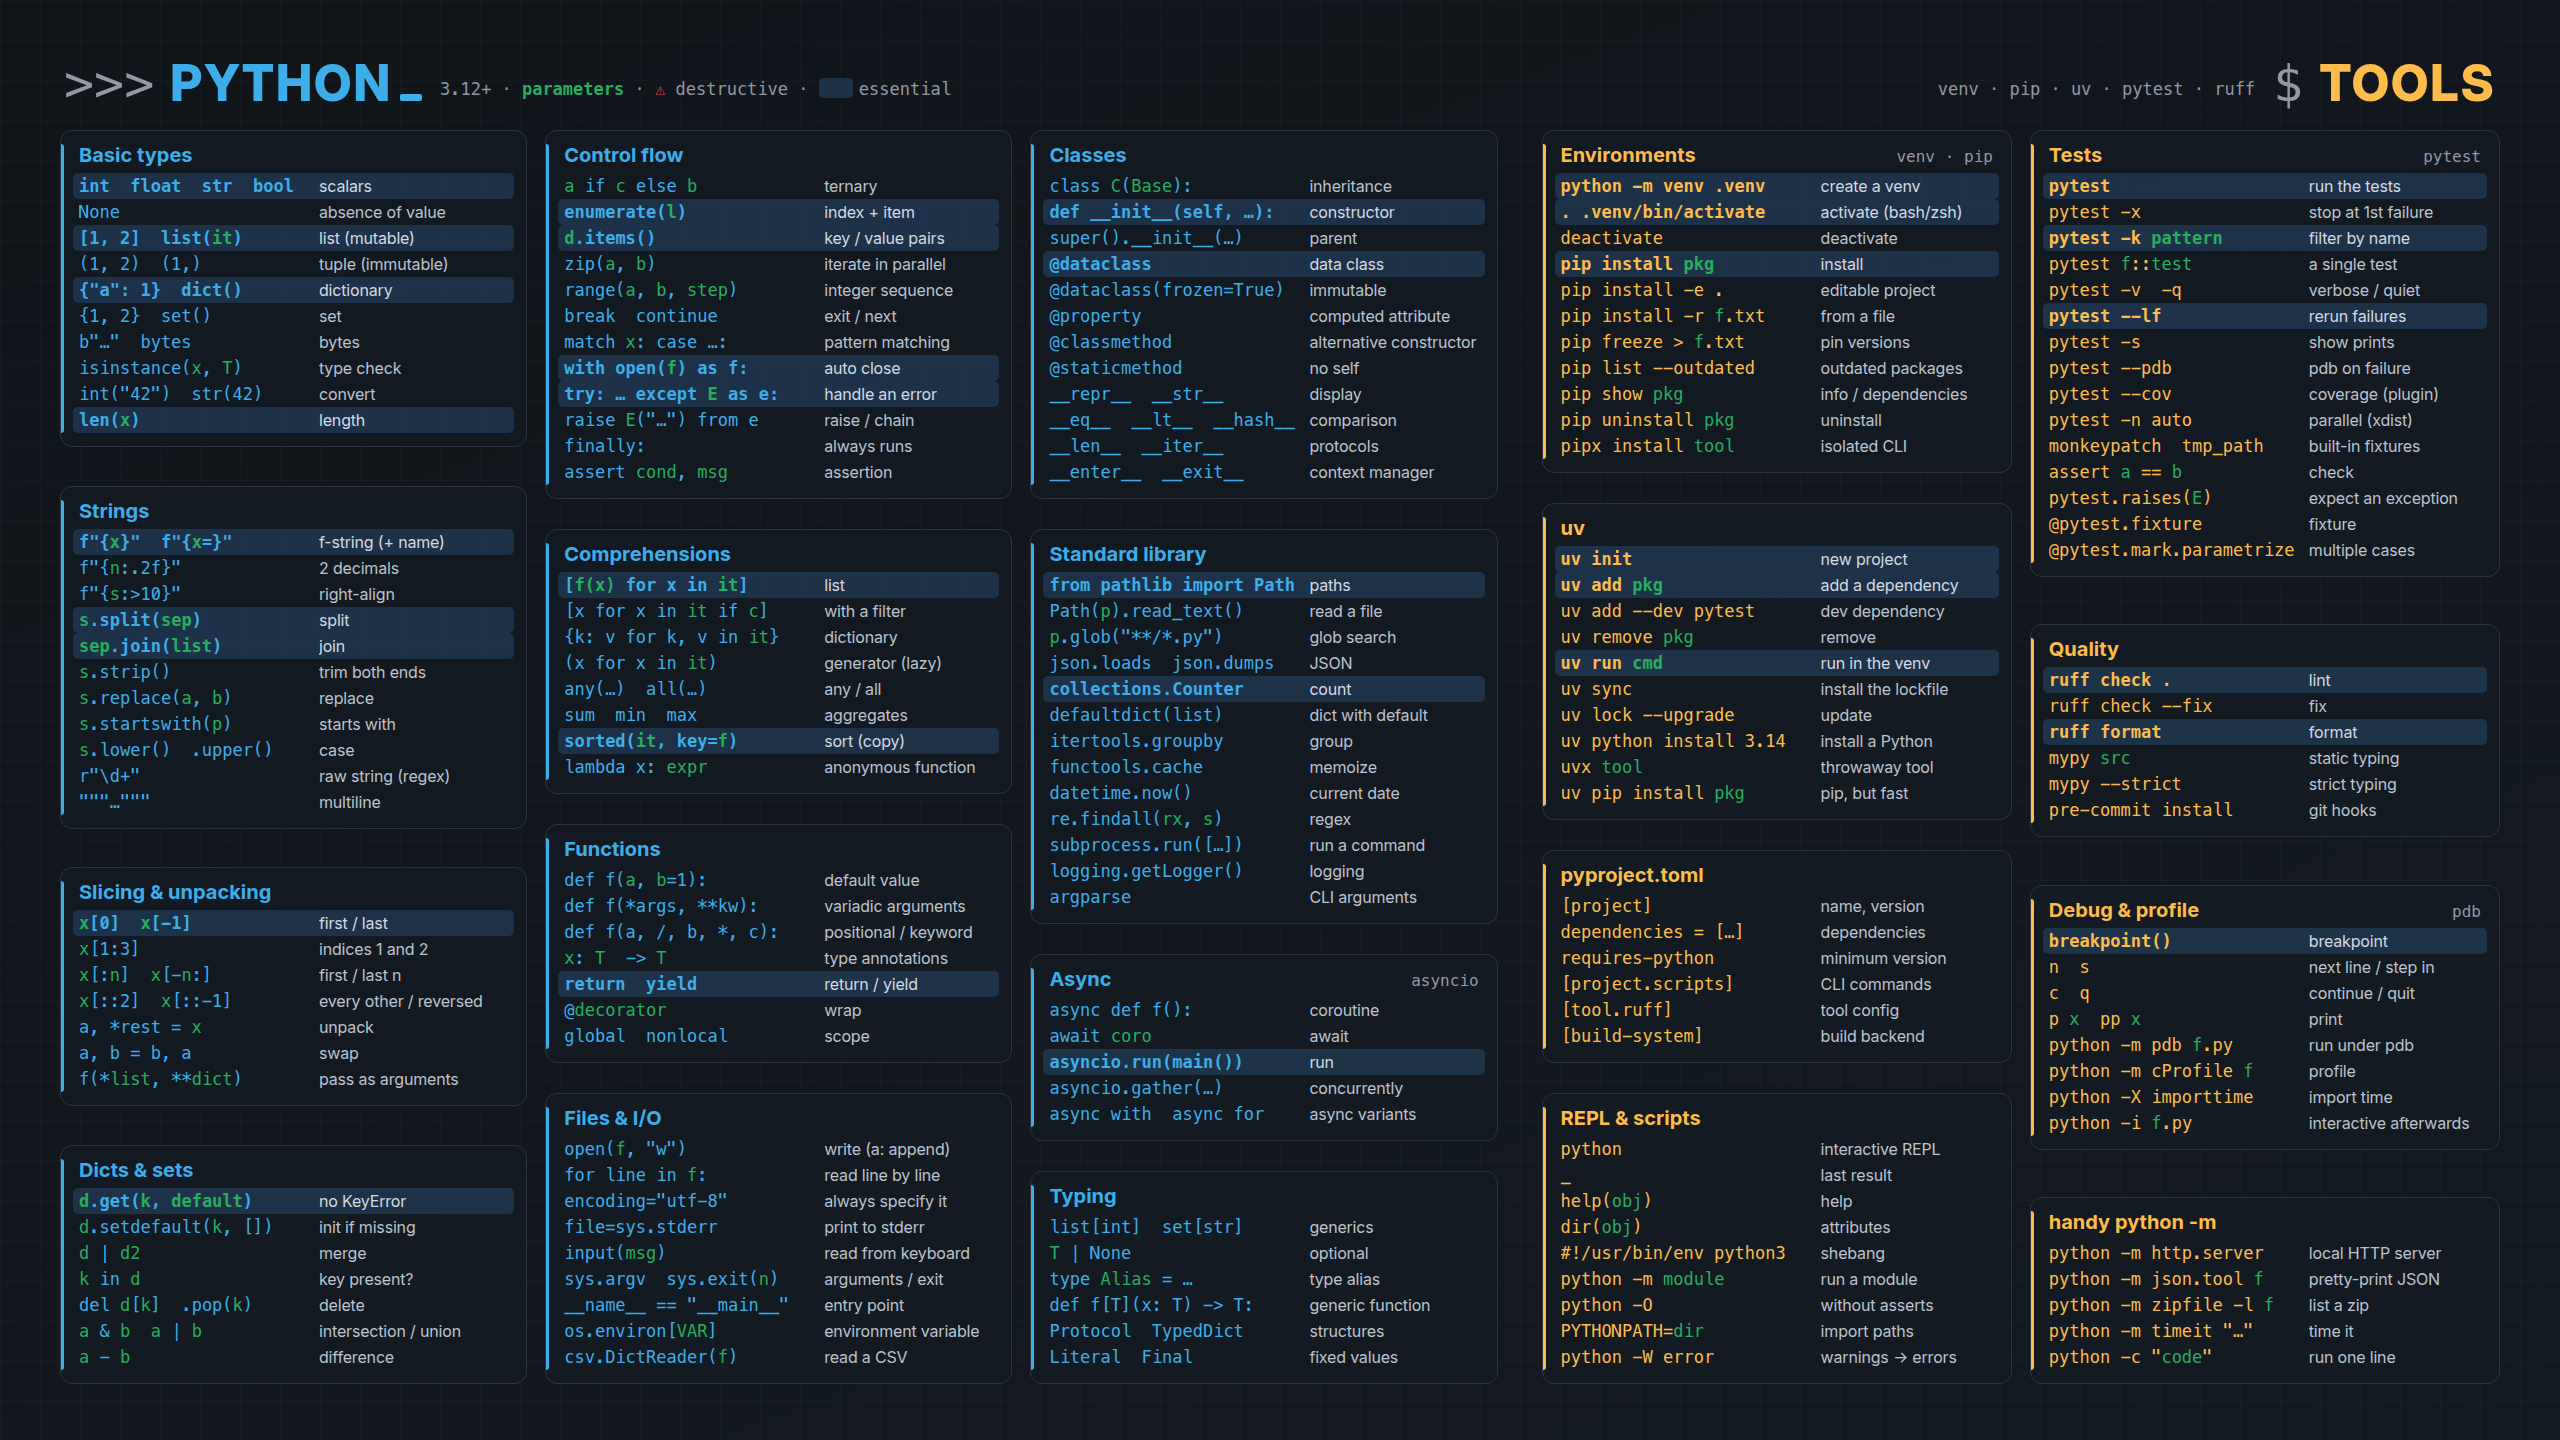 >>> PYTHON_ 3.12+ · parameters · ⚠ destructive · essential
venv · pip · uv · pytest · ruff $ TOOLS
Basic types
int float str bool scalars
None absence of value
[1, 2] list(it) list (mutable)
(1, 2) (1,) tuple (immutable)
{"a": 1} dict() dictionary
{1, 2} set() set
b"…" bytes bytes
isinstance(x, T) type check
int("42") str(42) convert
len(x) length
Strings
f"{x}" f"{x=}" f-string (+ name)
f"{n:.2f}" 2 decimals
f"{s:>10}" right-align
s.split(sep) split
sep.join(list) join
s.strip() trim both ends
s.replace(a, b) replace
s.startswith(p) starts with
s.lower() .upper() case
r"\d+" raw string (regex)
"""…""" multiline
Slicing & unpacking
x[0] x[-1] first / last
x[1:3] indices 1 and 2
x[:n] x[-n:] first / last n
x[::2] x[::-1] every other / reversed
a, *rest = x unpack
a, b = b, a swap
f(*list, **dict) pass as arguments
Dicts & sets
d.get(k, default) no KeyError
d.setdefault(k, []) init if missing
d | d2 merge
k in d key present?
del d[k] .pop(k) delete
a & b a | b intersection / union
a - b difference
Control flow
a if c else b ternary
enumerate(l) index + item
d.items() key / value pairs
zip(a, b) iterate in parallel
range(a, b, step) integer sequence
break continue exit / next
match x: case …: pattern matching
with open(f) as f: auto close
try: … except E as e: handle an error
raise E("…") from e raise / chain
finally: always runs
assert cond, msg assertion
Comprehensions
[f(x) for x in it] list
[x for x in it if c] with a filter
{k: v for k, v in it} dictionary
(x for x in it) generator (lazy)
any(…) all(…) any / all
sum min max aggregates
sorted(it, key=f) sort (copy)
lambda x: expr anonymous function
Functions
def f(a, b=1): default value
def f(*args, **kw): variadic arguments
def f(a, /, b, *, c): positional / keyword
x: T -> T type annotations
return yield return / yield
@decorator wrap
global nonlocal scope
Files & I/O
open(f, "w") write (a: append)
for line in f: read line by line
encoding="utf-8" always specify it
file=sys.stderr print to stderr
input(msg) read from keyboard
sys.argv sys.exit(n) arguments / exit
__name__ == "__main__" entry point
os.environ[VAR] environment variable
csv.DictReader(f) read a CSV
Classes
class C(Base): inheritance
def __init__(self, …): constructor
super().__init__(…) parent
@dataclass data class
@dataclass(frozen=True) immutable
@property computed attribute
@classmethod alternative constructor
@staticmethod no self
__repr__ __str__ display
__eq__ __lt__ __hash__ comparison
__len__ __iter__ protocols
__enter__ __exit__ context manager
Standard library
from pathlib import Path paths
Path(p).read_text() read a file
p.glob("**/*.py") glob search
json.loads json.dumps JSON
collections.Counter count
defaultdict(list) dict with default
itertools.groupby group
functools.cache memoize
datetime.now() current date
re.findall(rx, s) regex
subprocess.run([…]) run a command
logging.getLogger() logging
argparse CLI arguments
Async asyncio
async def f(): coroutine
await coro await
asyncio.run(main()) run
asyncio.gather(…) concurrently
async with async for async variants
Typing
list[int] set[str] generics
T | None optional
type Alias = … type alias
def f[T](x: T) -> T: generic function
Protocol TypedDict structures
Literal Final fixed values
Environments venv · pip
python -m venv .venv create a venv
. .venv/bin/activate activate (bash/zsh)
deactivate deactivate
pip install pkg install
pip install -e . editable project
pip install -r f.txt from a file
pip freeze > f.txt pin versions
pip list --outdated outdated packages
pip show pkg info / dependencies
pip uninstall pkg uninstall
pipx install tool isolated CLI
uv
uv init new project
uv add pkg add a dependency
uv add --dev pytest dev dependency
uv remove pkg remove
uv run cmd run in the venv
uv sync install the lockfile
uv lock --upgrade update
uv python install 3.14 install a Python
uvx tool throwaway tool
uv pip install pkg pip, but fast
pyproject.toml
[project] name, version
dependencies = […] dependencies
requires-python minimum version
[project.scripts] CLI commands
[tool.ruff] tool config
[build-system] build backend
REPL & scripts
python interactive REPL
_ last result
help(obj) help
dir(obj) attributes
#!/usr/bin/env python3 shebang
python -m module run a module
python -O without asserts
PYTHONPATH=dir import paths
python -W error warnings → errors
Tests pytest
pytest run the tests
pytest -x stop at 1st failure
pytest -k pattern filter by name
pytest f::test a single test
pytest -v -q verbose / quiet
pytest --lf rerun failures
pytest -s show prints
pytest --pdb pdb on failure
pytest --cov coverage (plugin)
pytest -n auto parallel (xdist)
monkeypatch tmp_path built-in fixtures
assert a == b check
pytest.raises(E) expect an exception
@pytest.fixture fixture
@pytest.mark.parametrize multiple cases
Quality
ruff check . lint
ruff check --fix fix
ruff format format
mypy src static typing
mypy --strict strict typing
pre-commit install git hooks
Debug & profile pdb
breakpoint() breakpoint
n s next line / step in
c q continue / quit
p x pp x print
python -m pdb f.py run under pdb
python -m cProfile f profile
python -X importtime import time
python -i f.py interactive afterwards
handy python -m
python -m http.server local HTTP server
python -m json.tool f pretty-print JSON
python -m zipfile -l f list a zip
python -m timeit "…" time it
python -c "code" run one line